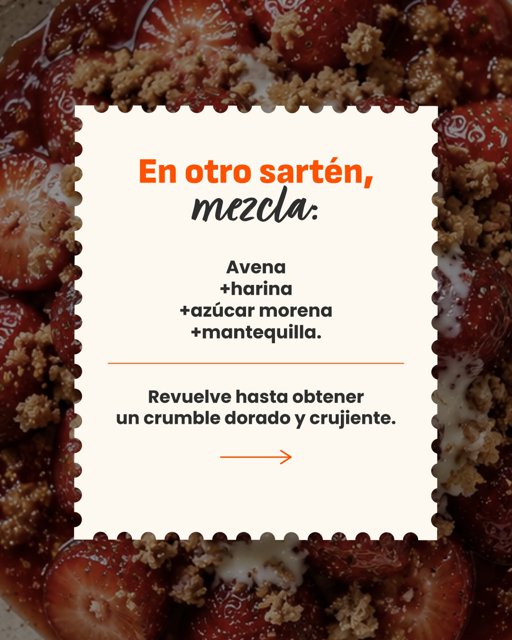 En otro sartén,
mezcla:
Avena
+harina
+azúcar morena
+mantequilla.
Revuelve hasta obtener
un crumble dorado y crujiente.